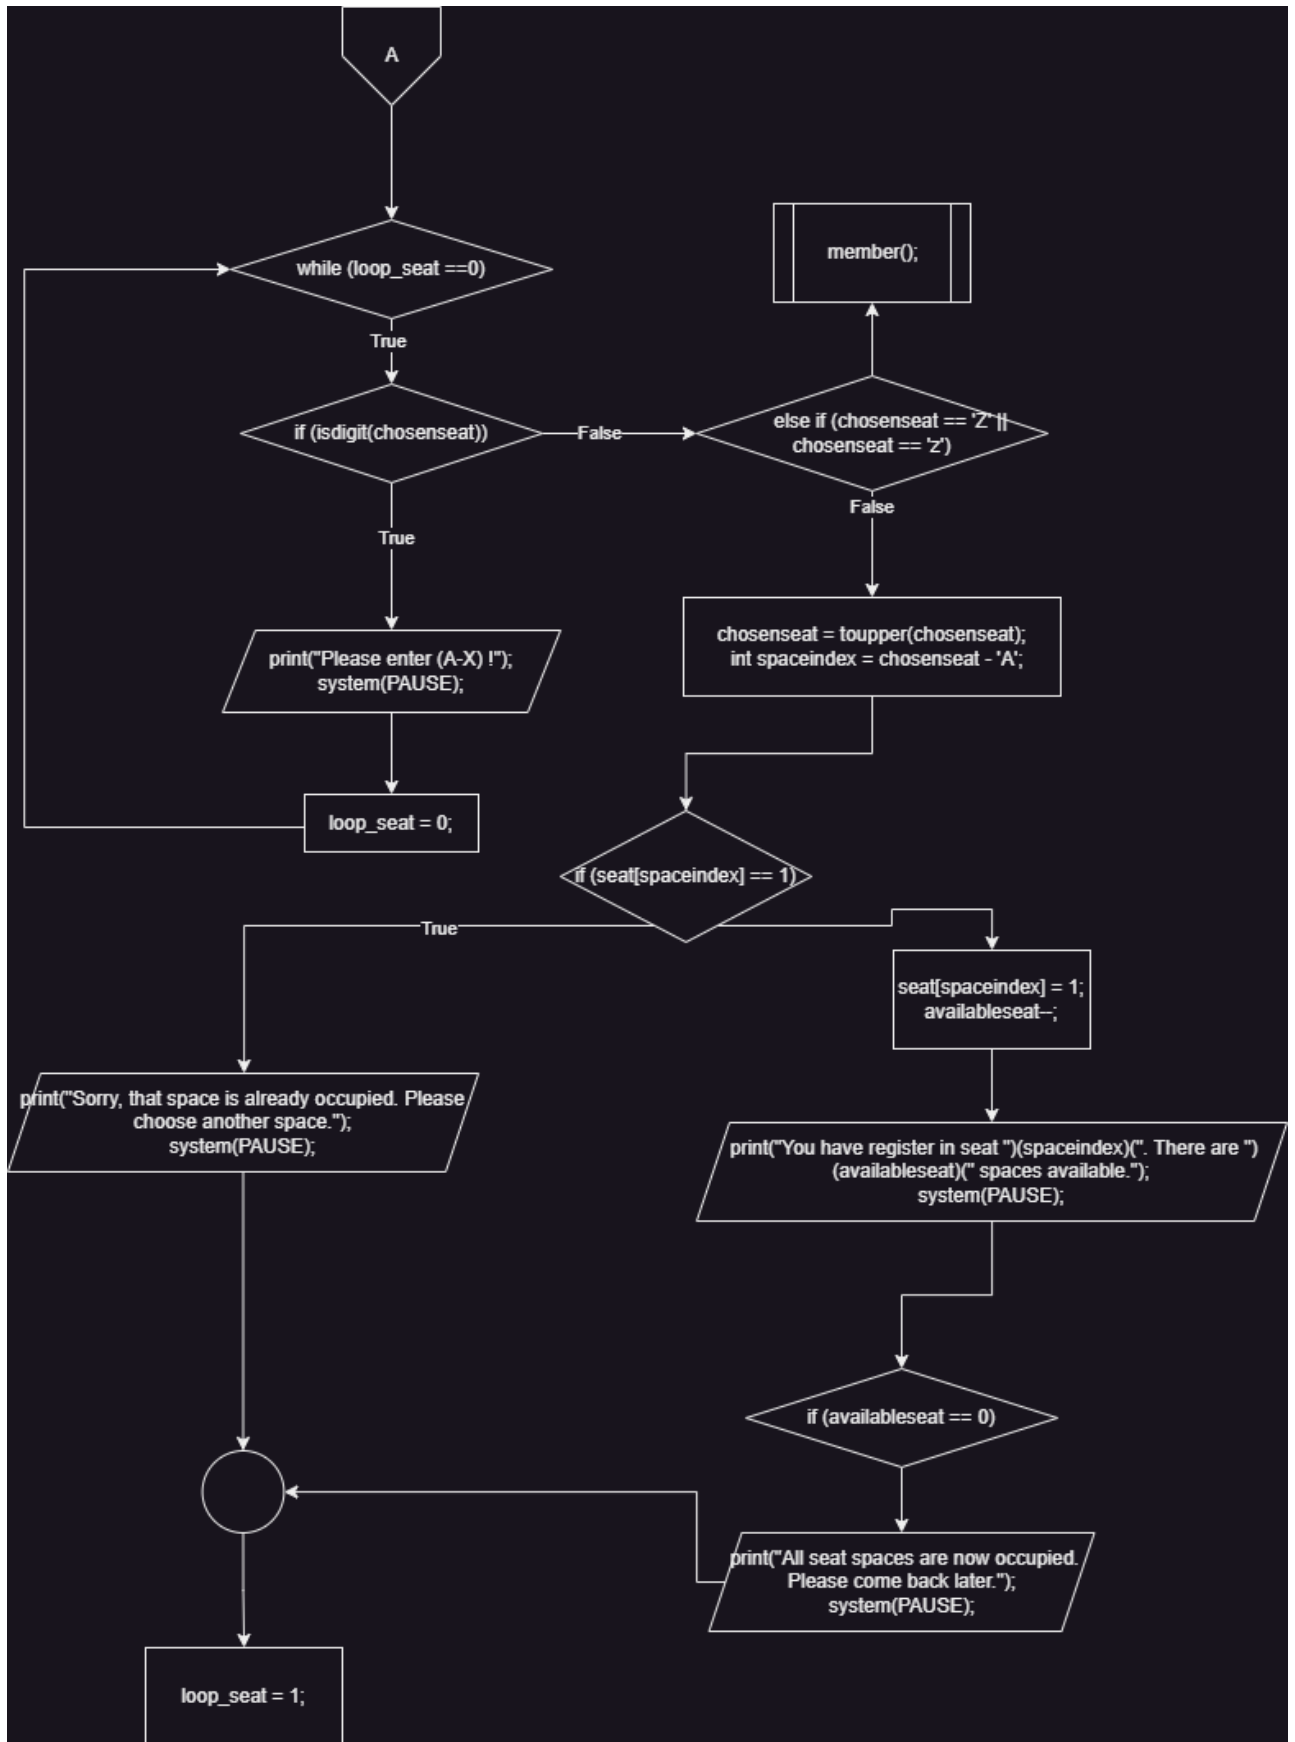 A
while (loop_seat ==0)
member();
True
if (isdigit(chosenseat))
False
else if (chosenseat == 'Z' ||
chosenseat == 'z')
False
True
print("Please enter (A-X) !");
system(PAUSE);
chosenseat = toupper(chosenseat);
int spaceindex = chosenseat - 'A';
loop_seat = 0;
if (seat[spaceindex] == 1)
True
seat[spaceindex] = 1;
availableseat--;
print("Sorry, that space is already occupied. Please
choose another space.");
system(PAUSE);
print("You have register in seat ")(spaceindex)(". There are ")
(availableseat)(" spaces available.");
system(PAUSE);
if (availableseat == 0)
print("All seat spaces are now occupied.
Please come back later.");
system(PAUSE);
loop_seat = 1;